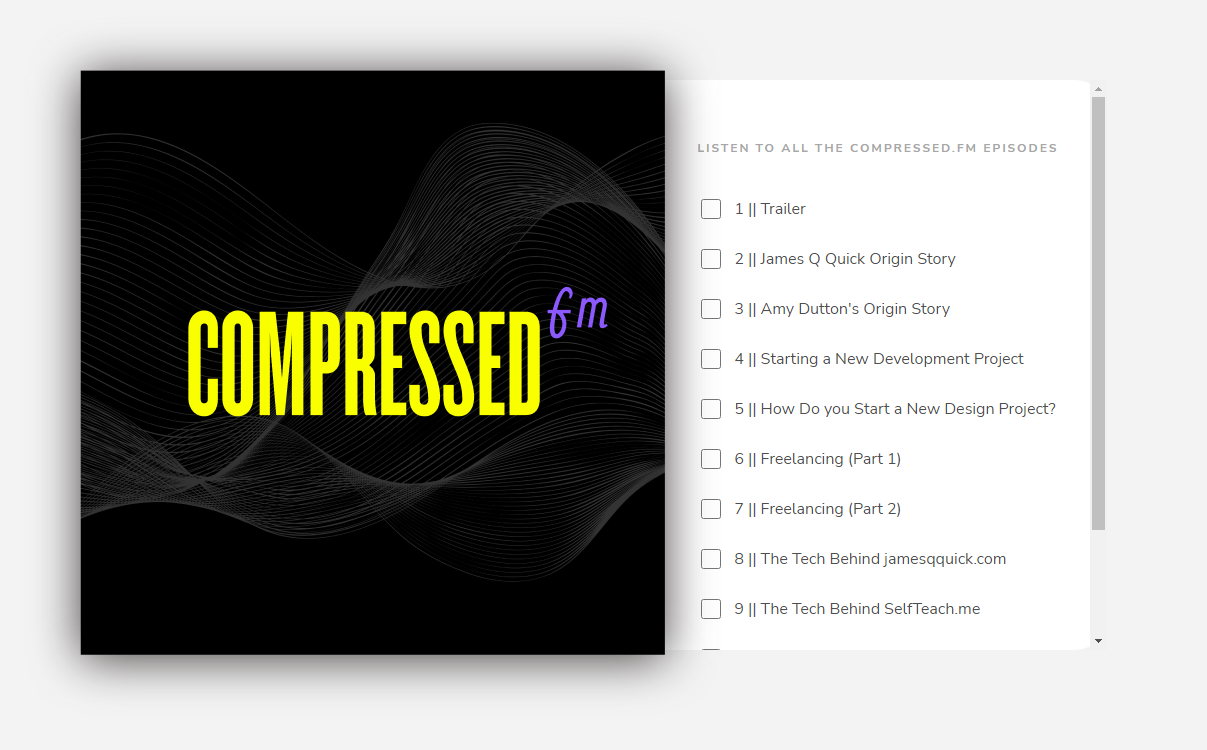 COMPRESSED fm
LISTEN TO ALL THE COMPRESSED.FM EPISODES
1 || Trailer
2 || James Q Quick Origin Story
3 || Amy Dutton's Origin Story
4 || Starting a New Development Project
5 || How Do you Start a New Design Project?
6 || Freelancing (Part 1)
7 || Freelancing (Part 2)
8 || The Tech Behind jamesqquick.com
9 || The Tech Behind SelfTeach.me